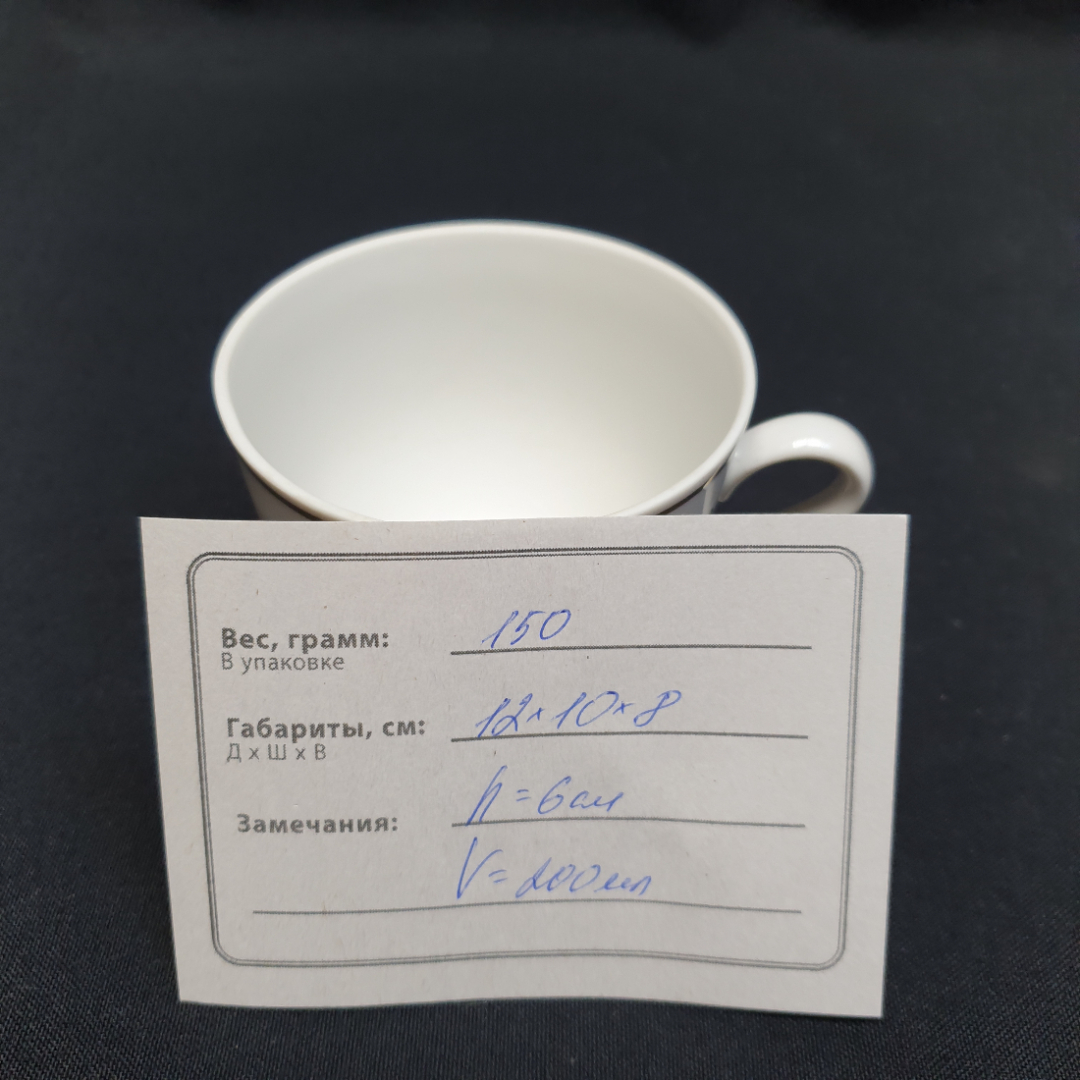 Вес, грамм: 150
В упаковке
Габариты, см: 12×10×8
Д х Ш х В
h=6см
Замечания:
V=200мл